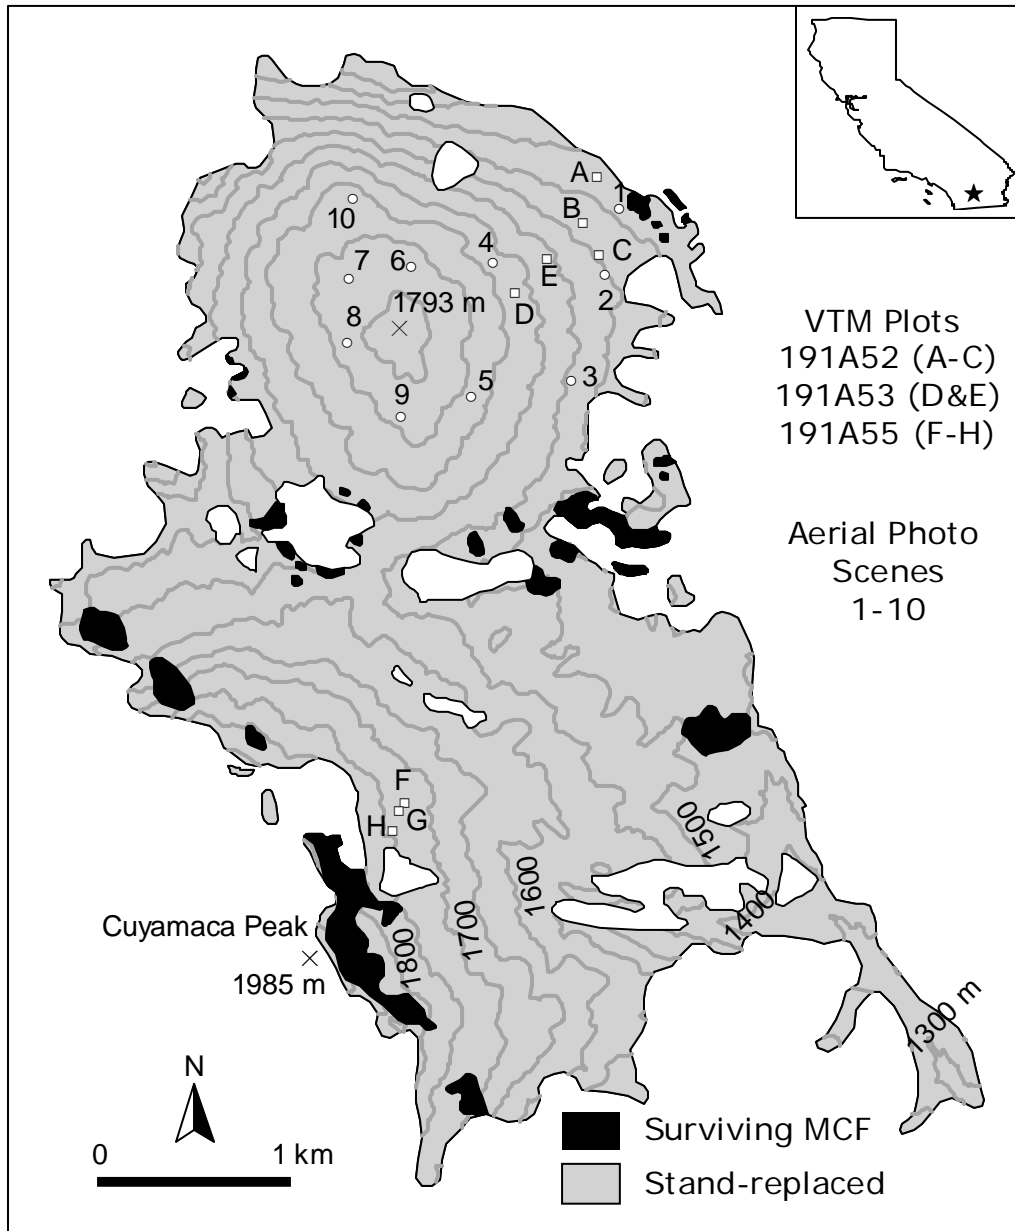 A
1
B
10
C
4
7
6
E
2
D
1793 m
8
VTM Plots
191A52 (A-C)
3
191A53 (D&E)
5
9
191A55 (F-H)
Aerial Photo
Scenes
1-10
F
G
H
1500
1600
1400
1700
Cuyamaca Peak
1800
1985 m
1300 m
N
0 1 km
Surviving MCF
Stand-replaced